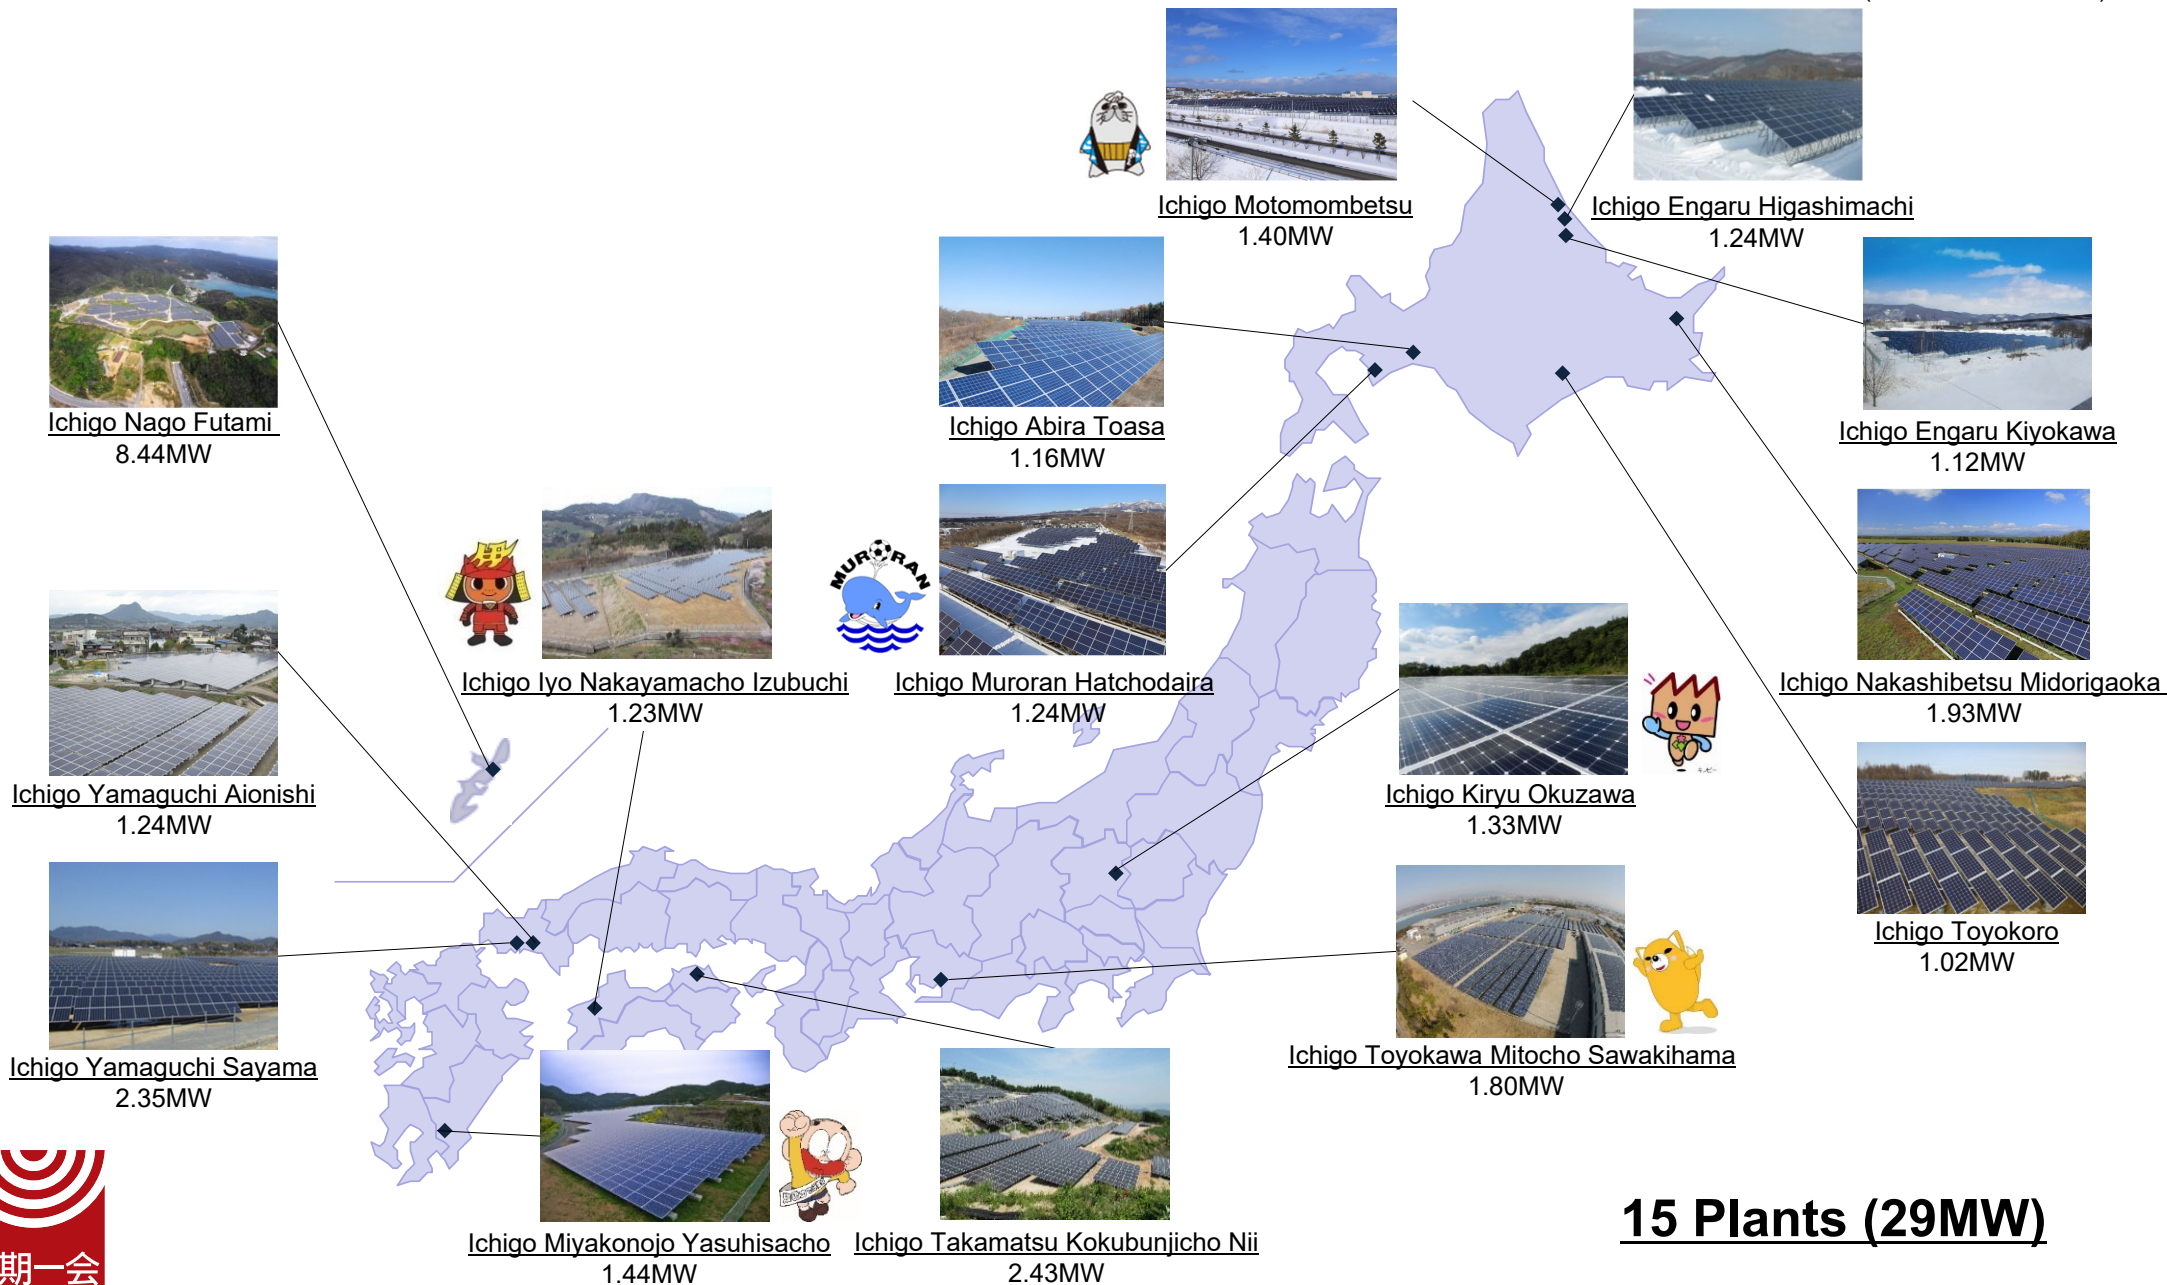 Ichigo Motomombetsu
1.40MW
Ichigo Engaru Higashimachi
1.24MW
Ichigo Nago Futami
8.44MW
Ichigo Abira Toasa
1.16MW
Ichigo Engaru Kiyokawa
1.12MW
MURORAN
Ichigo Iyo Nakayamacho Izubuchi
1.23MW
Ichigo Muroran Hatchodaira
1.24MW
Ichigo Nakashibetsu Midorigaoka
1.93MW
Ichigo Yamaguchi Aionishi
1.24MW
Ichigo Kiryu Okuzawa
1.33MW
Ichigo Toyokoro
1.02MW
Ichigo Yamaguchi Sayama
2.35MW
Ichigo Toyokawa Mitocho Sawakihama
1.80MW
Ichigo Miyakonojo Yasuhisacho
1.44MW
Ichigo Takamatsu Kokubunjicho Nii
2.43MW
15 Plants (29MW)
期一会